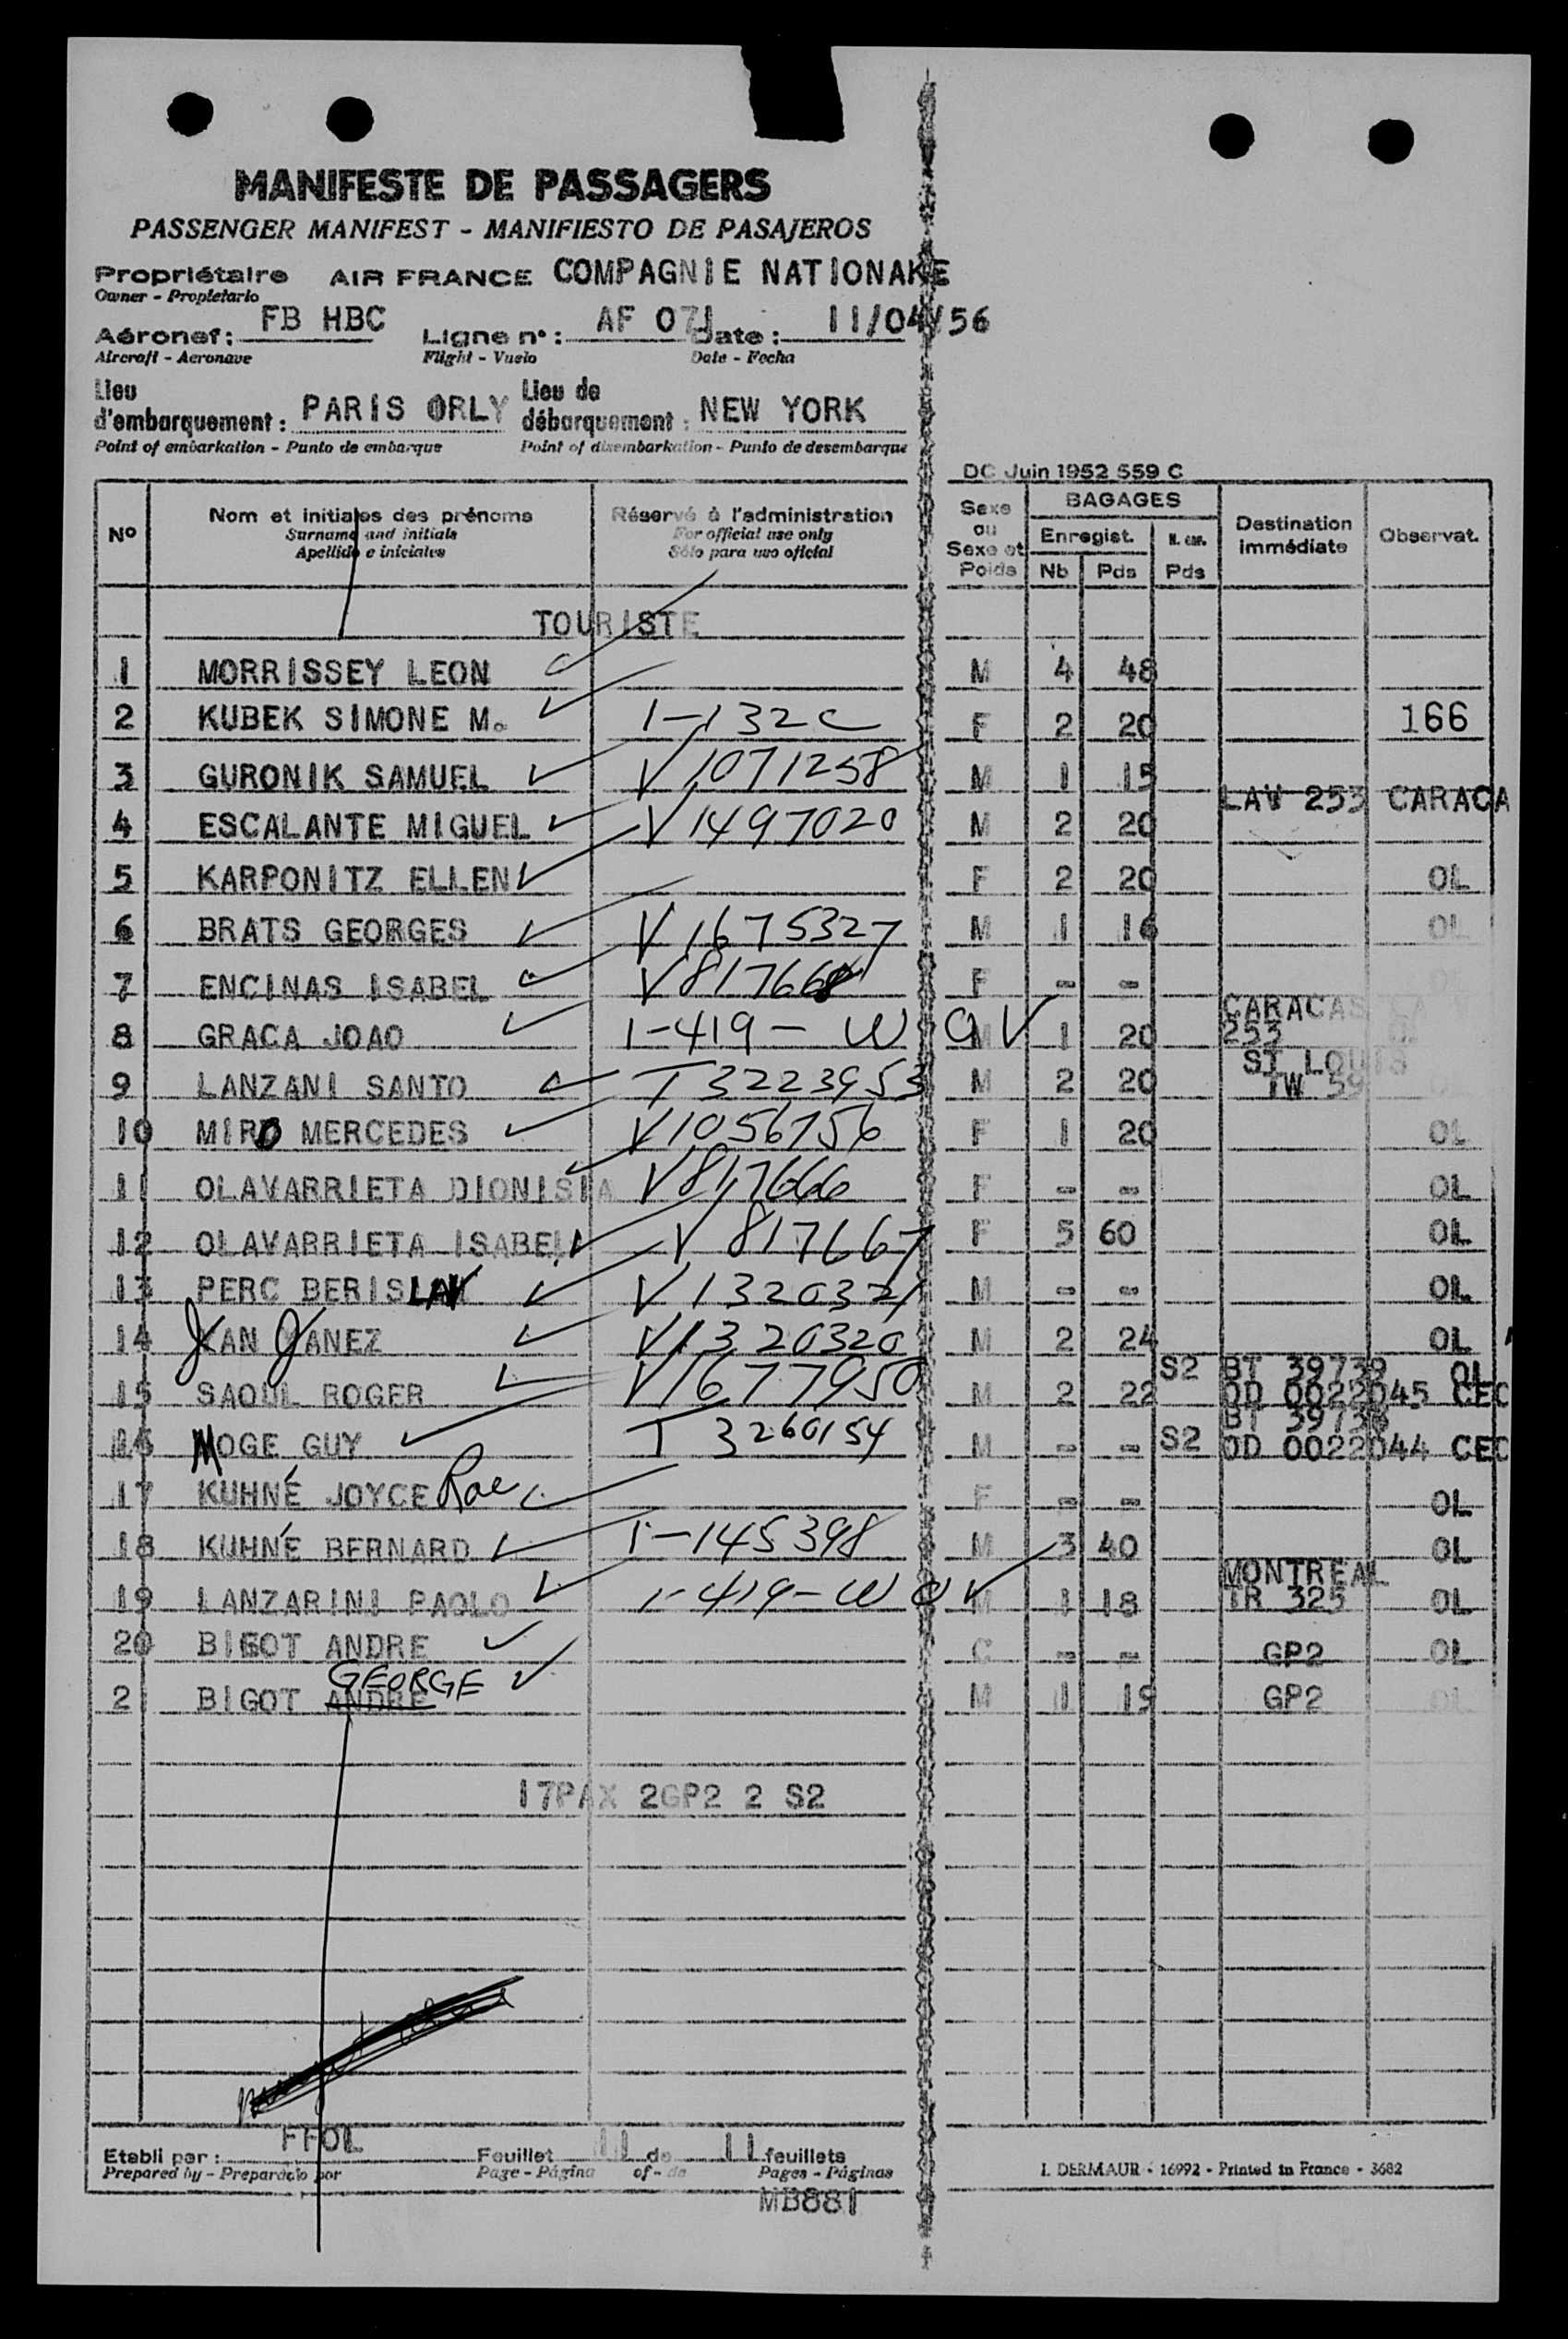 MANIFESTE DE PASSAGERS
PASSENGER MANIFEST - MANIFIESTO DE PASAJEROS
Propriétaire AIR FRANCE COMPAGNIE NATIONAKE
Owner - Propietario
Aéronef: FB HBC Ligne n°: AF 071 Date: 11/04/56
Aircraft - Aeronave Flight - Vuelo Date - Fecha
Lieu d'embarquement: PARIS ORLY Lieu de débarquement: NEW YORK
Point of embarkation - Punto de embarque Point of disembarkation - Punto de desembarque
DC Juin 1952 559 C
N° Nom et initiales des prénoms Réservé à l'administration Sexe ou Sexe et Poids BAGAGES Destination immédiate Observat.
Surname and initials For official use only Enregist. N. enr.
Apellido e iniciales Sólo para uso oficial Nb Pds Pds
TOURISTE
1 MORRISSEY LEON M 4 48
2 KUBEK SIMONE M. 1-132 C F 2 20 166
3 GURONIK SAMUEL V1071258 M 1 15
4 ESCALANTE MIGUEL V1497020 M 2 20 LAV 253 CARACA
5 KARPONITZ ELLEN F 2 20 OL
6 BRATS GEORGES V1675327 M 1 16 OL
7 ENCINAS ISABEL V817668 F - -
8 GRACA JOAO 1-419- W O V M 1 20 CARACAS 253
9 LANZANI SANTO T3223953 M 2 20 ST LOUIS TW 59
10 MIRO MERCEDES V1056756 F 1 20 OL
11 OLAVARRIETA DIONISIA V817666 F - - OL
12 OLAVARRIETA ISABEL V 817667 F 5 60 OL
13 PERC BERISLAV V1320321 M - - OL
14 JAN JANEZ V1320320 M 2 24 OL
15 SAOUL ROGER V1677950 M 2 22 S2 BT 39739 OL
OD 0022045 CEC
16 MOGE GUY T 3260154 M - - S2 BT 39738
OD 0022044 CEC
17 KUHNÉ JOYCE Rae F - - OL
18 KUHNÉ BERNARD 1-145398 M 3 40 OL
19 LANZARINI PAOLO 1-419-W O V M 1 18 MONTREAL TR 325 OL
20 BIGOT ANDRE C - - GP2 OL
GEORGE
2 BIGOT ANDRE M 1 19 GP2 OL
17PAX 2GP2 2 S2
Etabli par: FFOL Feuillet 11 de 11 feuillets
Prepared by - Preparado por Page - Página of - de Pages - Páginas
I. DERMAUR - 16992 - Printed in France - 3682
MB881